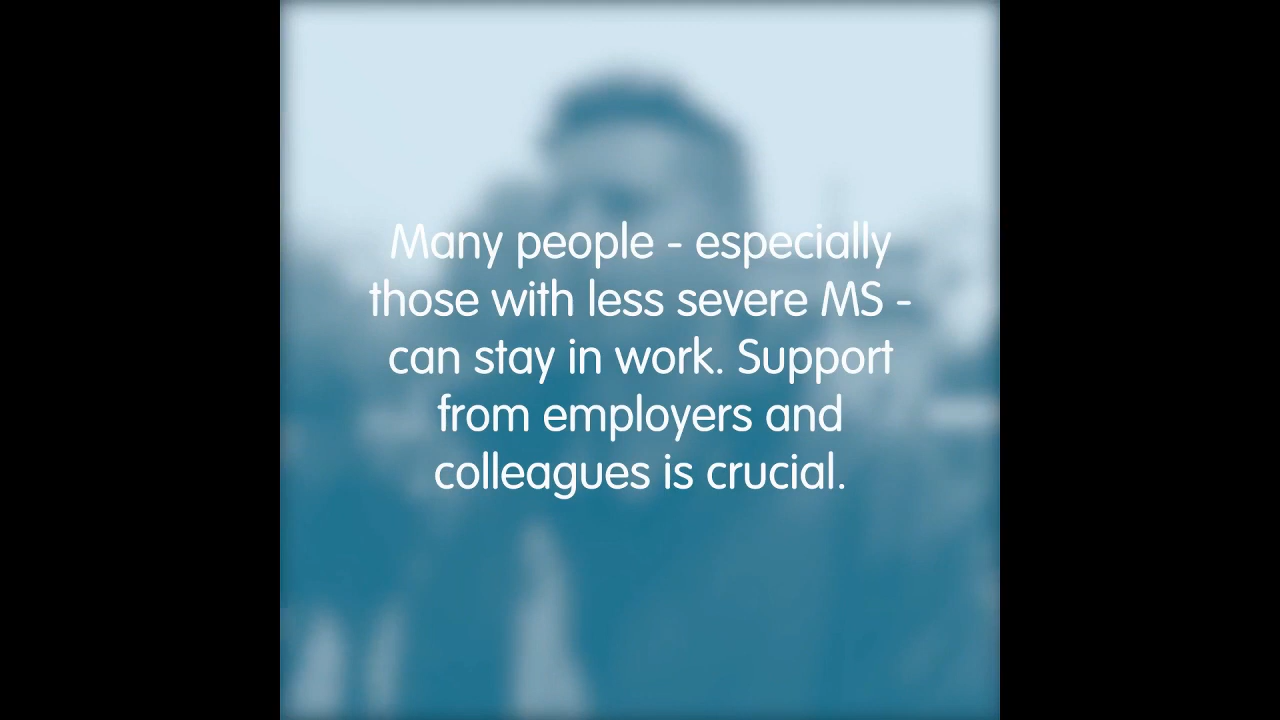 Many people - especially
those with less severe MS -
can stay in work. Support
from employers and
colleagues is crucial.